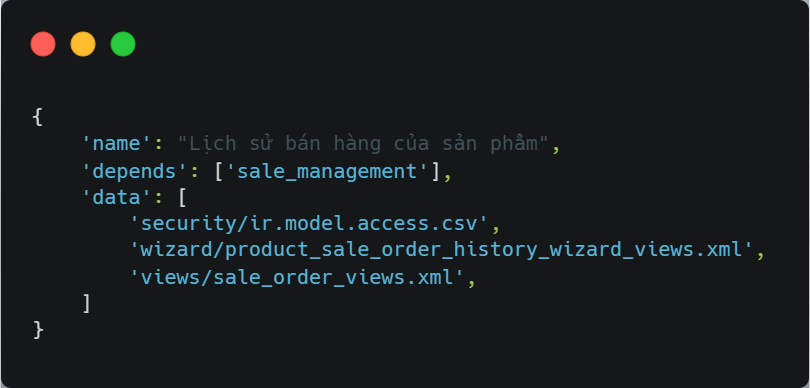 {
    'name': "Lịch sử bán hàng của sản phẩm",
    'depends': ['sale_management'],
    'data': [
        'security/ir.model.access.csv',
        'wizard/product_sale_order_history_wizard_views.xml',
        'views/sale_order_views.xml',
    ]
}